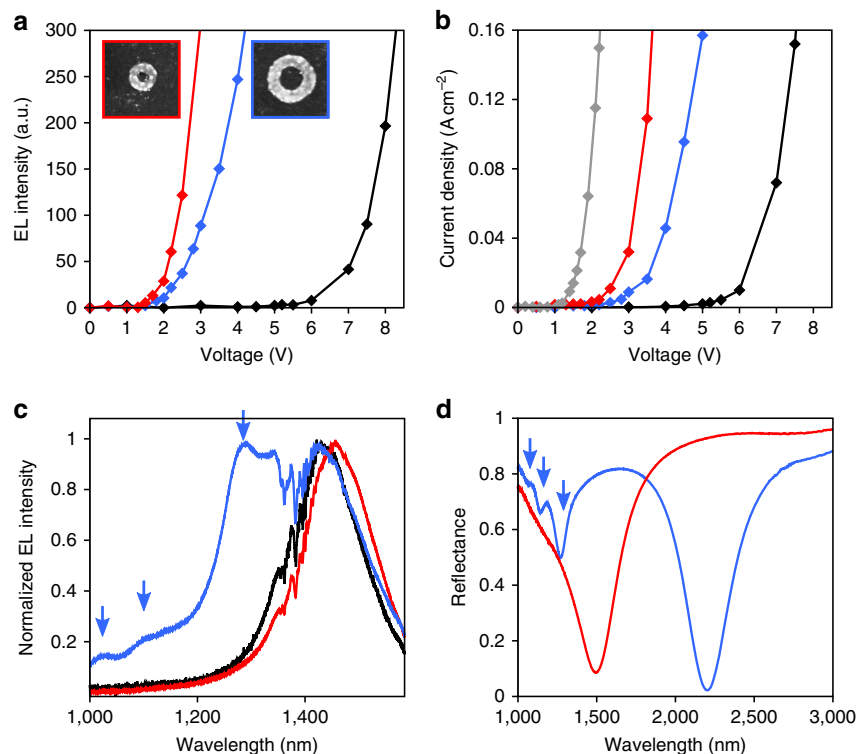 a
300
250
200
150
100
50
0
EL intensity (a.u.)
0 1 2 3 4 5 6 7 8
Voltage (V)
b
0.16
0.12
0.08
0.04
0
Current density (A cm−2)
0 1 2 3 4 5 6 7 8
Voltage (V)
c
1
0.8
0.6
0.4
0.2
Normalized EL intensity
1,000 1,200 1,400
Wavelength (nm)
d
1
0.8
0.6
0.4
0.2
0
Reflectance
1,000 1,500 2,000 2,500 3,000
Wavelength (nm)